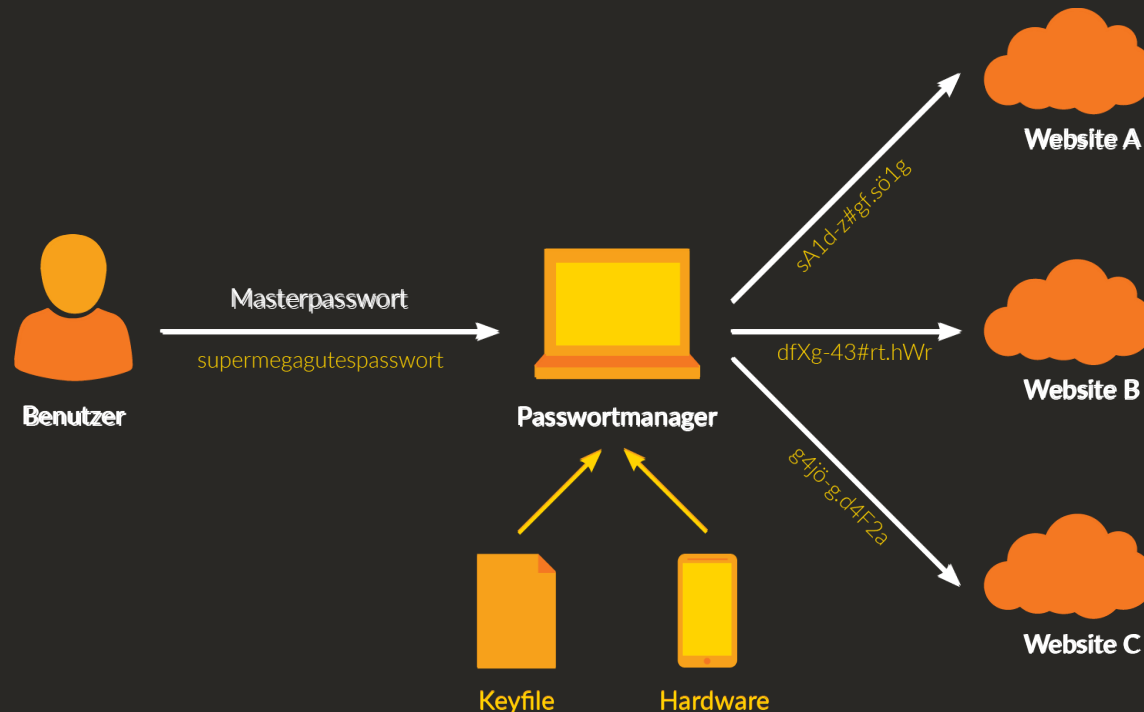 Website A
sA1d-z#gf.sö1g
Masterpasswort
supermegagutespasswort
dfXg-43#rt.hWr
Website B
Benutzer
Passwortmanager
g4jö-g.d4F2a
Website C
Keyfile
Hardware